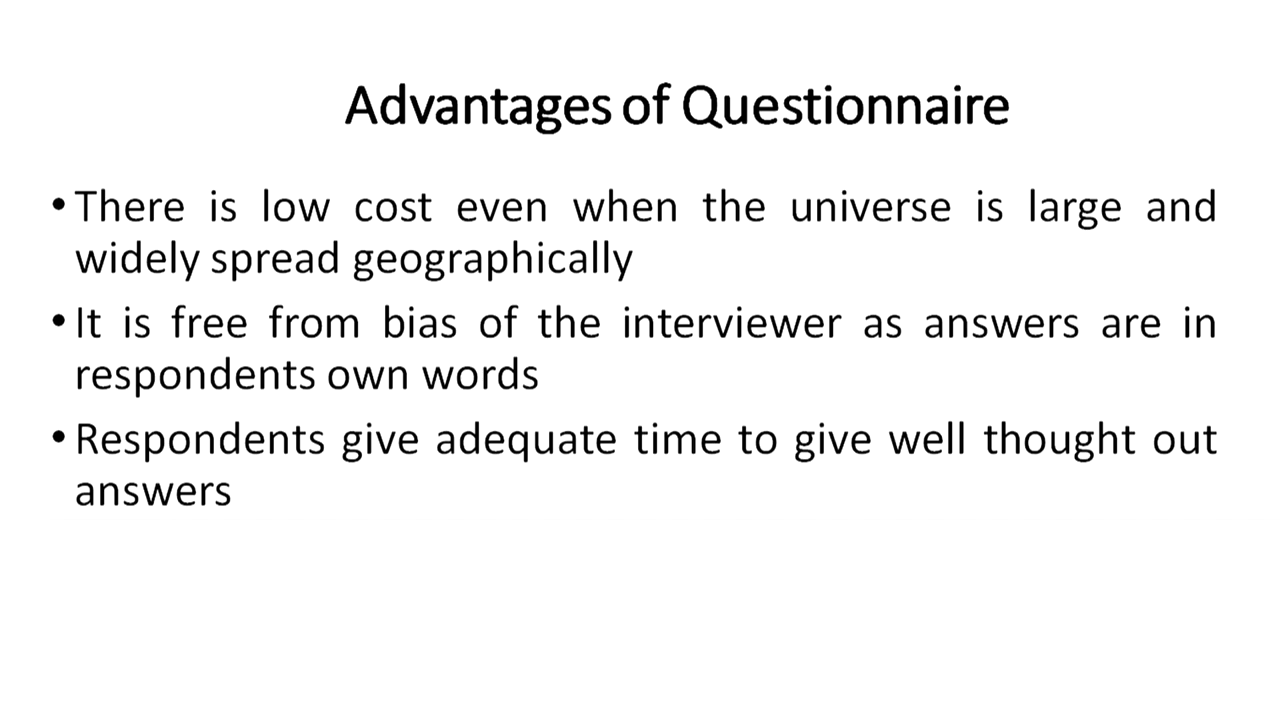 Advantages of Questionnaire
•There is low cost even when the universe is large and
widely spread geographically
•It is free from bias of the interviewer as answers are in
respondents own words
•Respondents give adequate time to give well thought out
answers